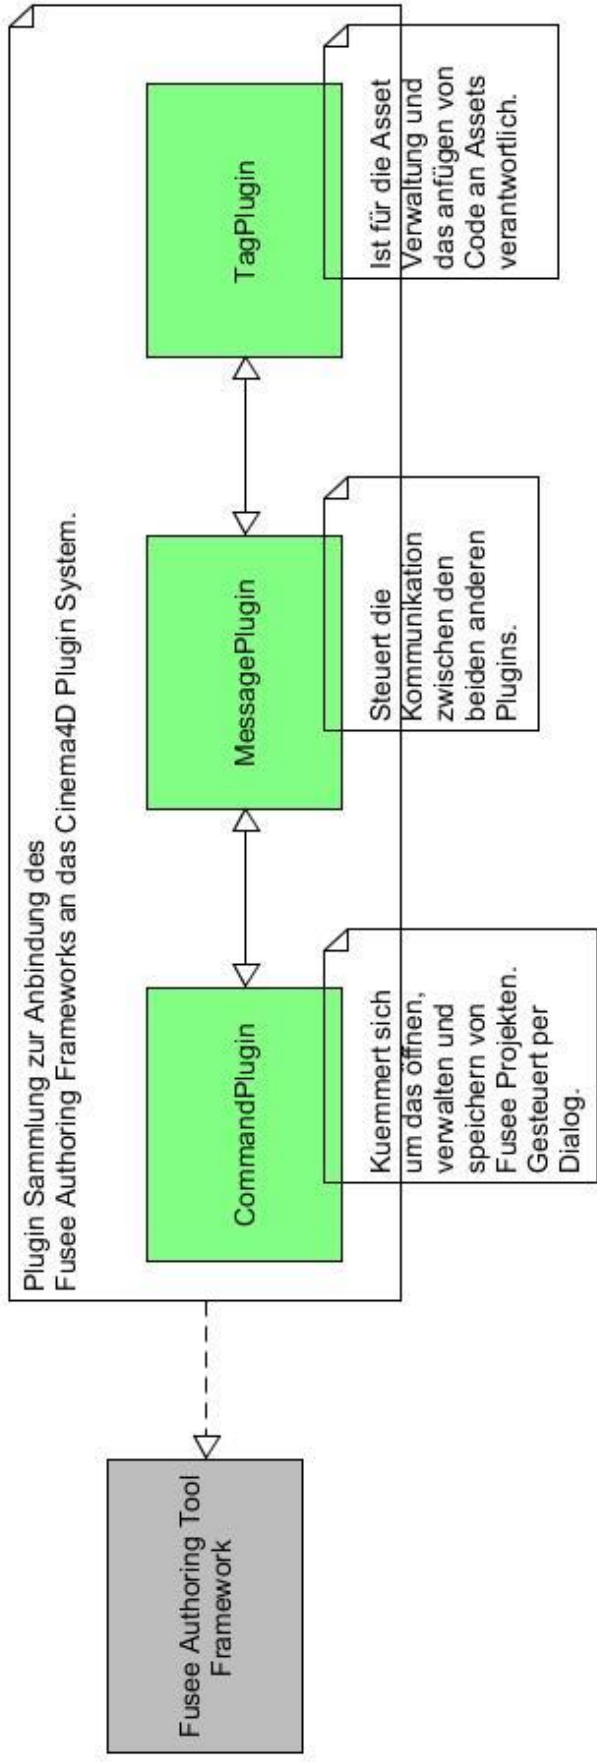 Plugin Sammlung zur Anbindung des
Fusee Authoring Frameworks an das Cinema4D Plugin System.
Fusee Authoring Tool
Framework
CommandPlugin
MessagePlugin
TagPlugin
Kuemmert sich
um das öffnen,
verwalten und
speichern von
Fusee Projekten.
Gesteuert per
Dialog.
Steuert die
Kommunikation
zwischen den
beiden anderen
Plugins.
Ist für die Asset
Verwaltung und
das anfügen von
Code an Assets
verantwortlich.